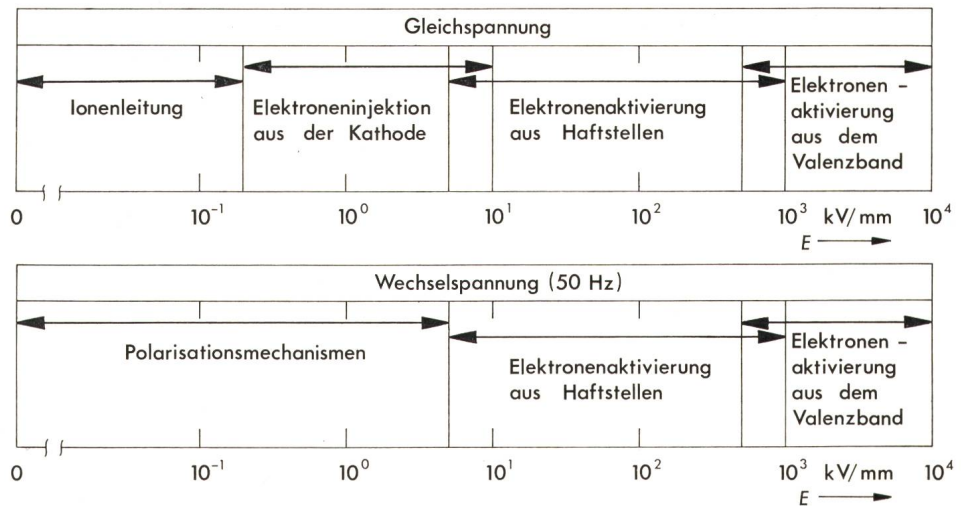 Gleichspannung
Ionenleitung
Elektroneninjektion
aus der Kathode
Elektronenaktivierung
aus Haftstellen
Elektronen -
aktivierung
aus dem
Valenzband
0 10⁻¹ 10⁰ 10¹ 10² 10³ kV/mm 10⁴
E
Wechselspannung (50 Hz)
Polarisationsmechanismen
Elektronenaktivierung
aus Haftstellen
Elektronen -
aktivierung
aus dem
Valenzband
0 10⁻¹ 10⁰ 10¹ 10² 10³ kV/mm 10⁴
E